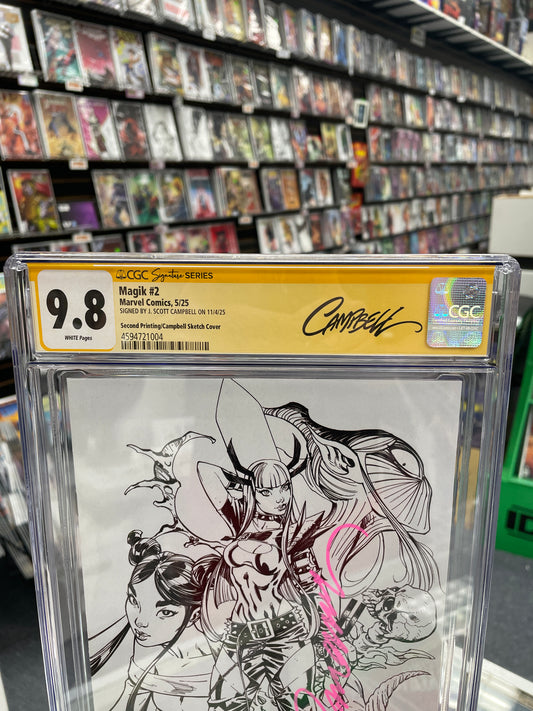 CGC Signature SERIES
9.8
WHITE Pages
Magik #2
Marvel Comics, 5/25
SIGNED BY J. SCOTT CAMPBELL ON 11/4/25
Second Printing/Campbell Sketch Cover
4594721004
CAMPBELL
CGC